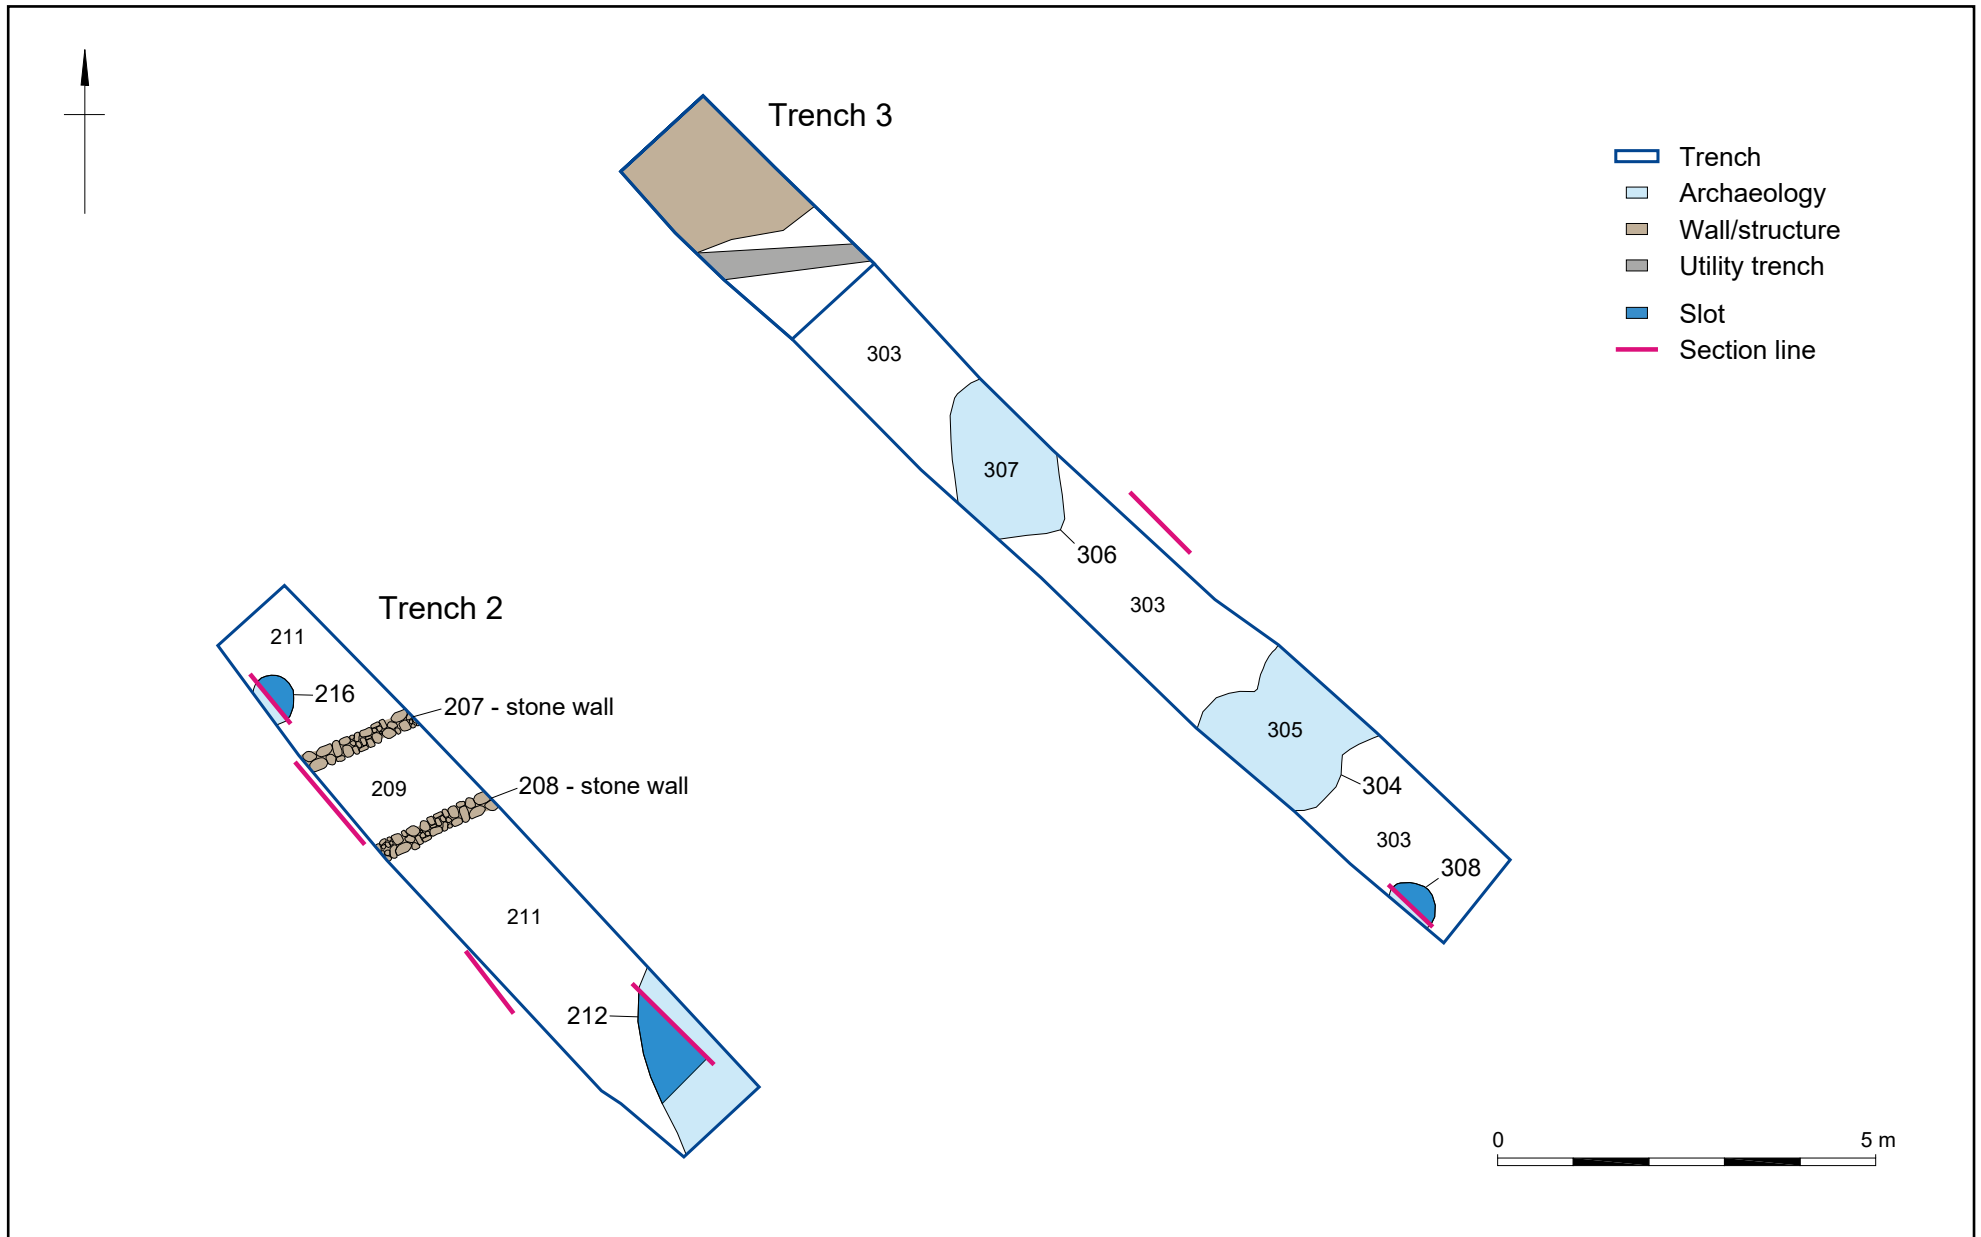 Trench 3
Trench
Archaeology
Wall/structure
Utility trench
Slot
Section line
303
307
306
303
305
304
303
308
Trench 2
211
216
207 - stone wall
209
208 - stone wall
211
212
0 5 m